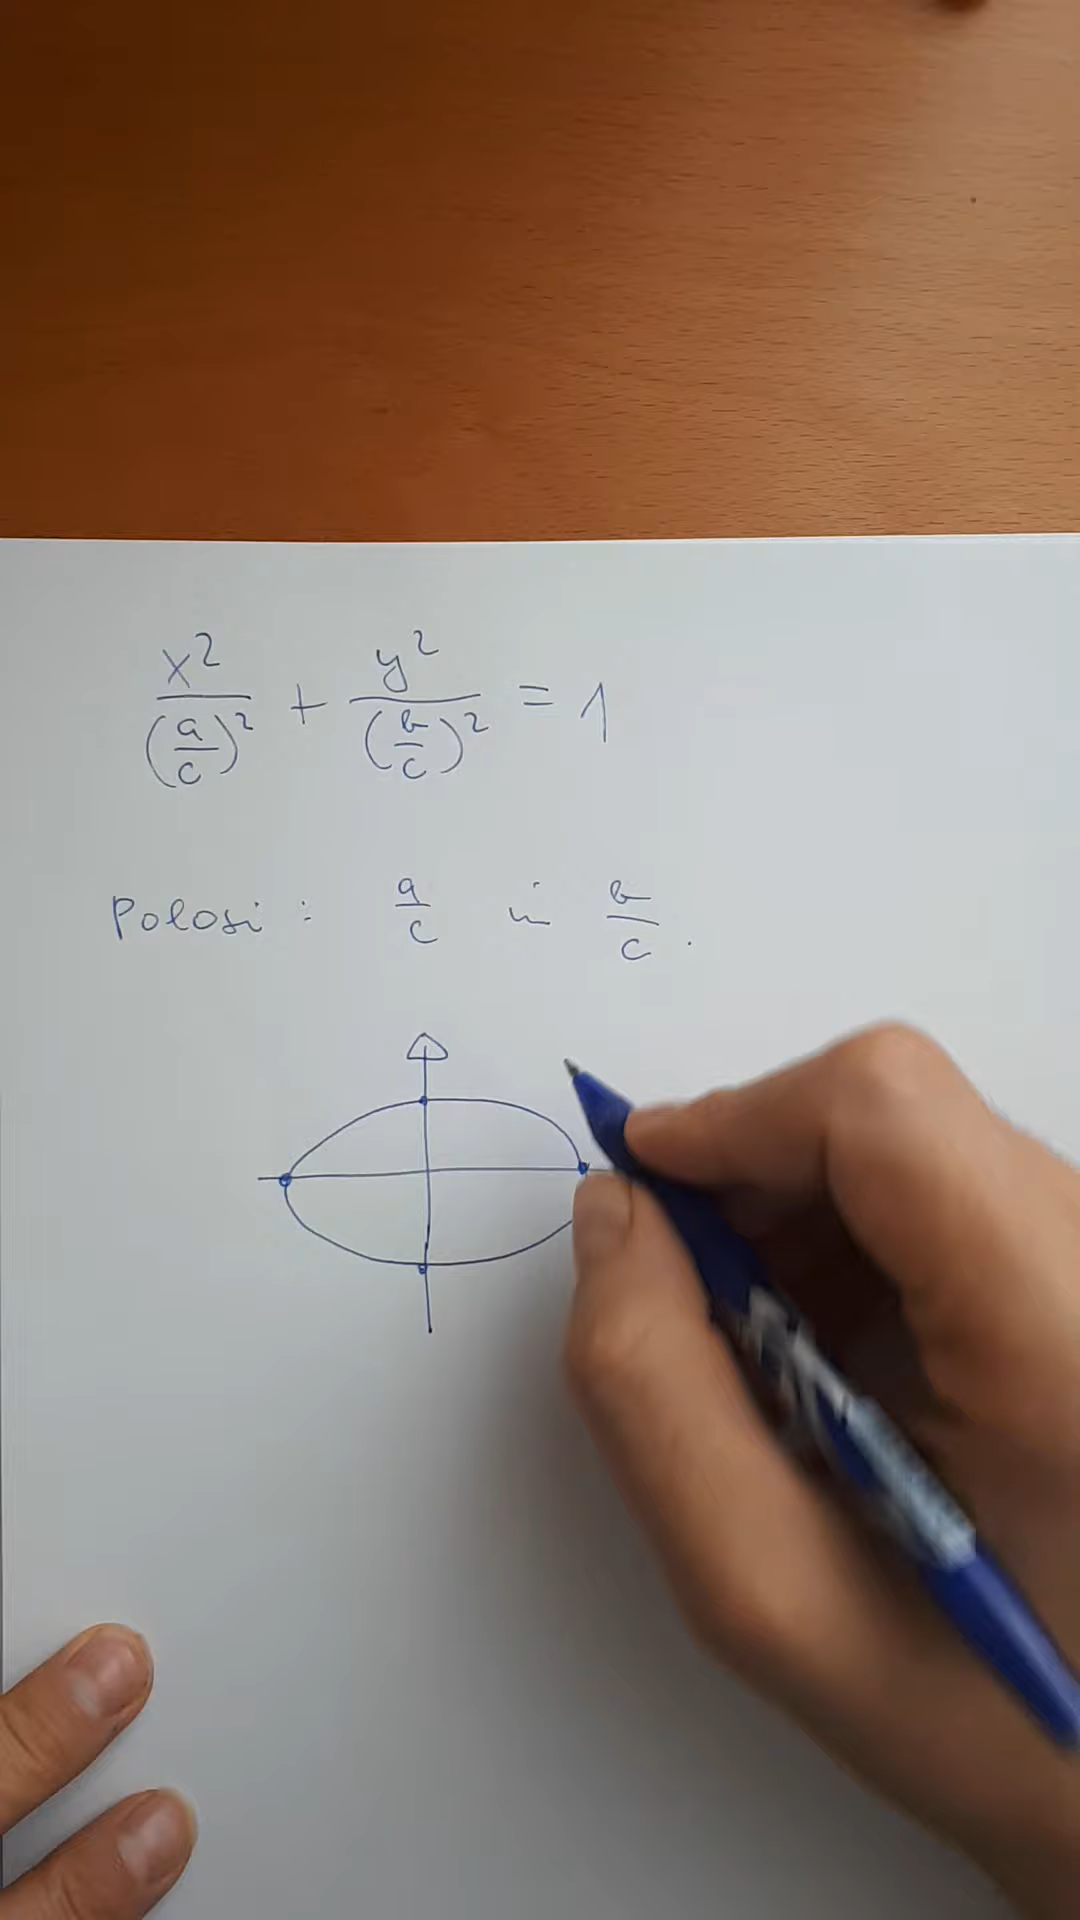 x²/(a/c)² + y²/(b/c)² = 1
Polosi : a/c in b/c.